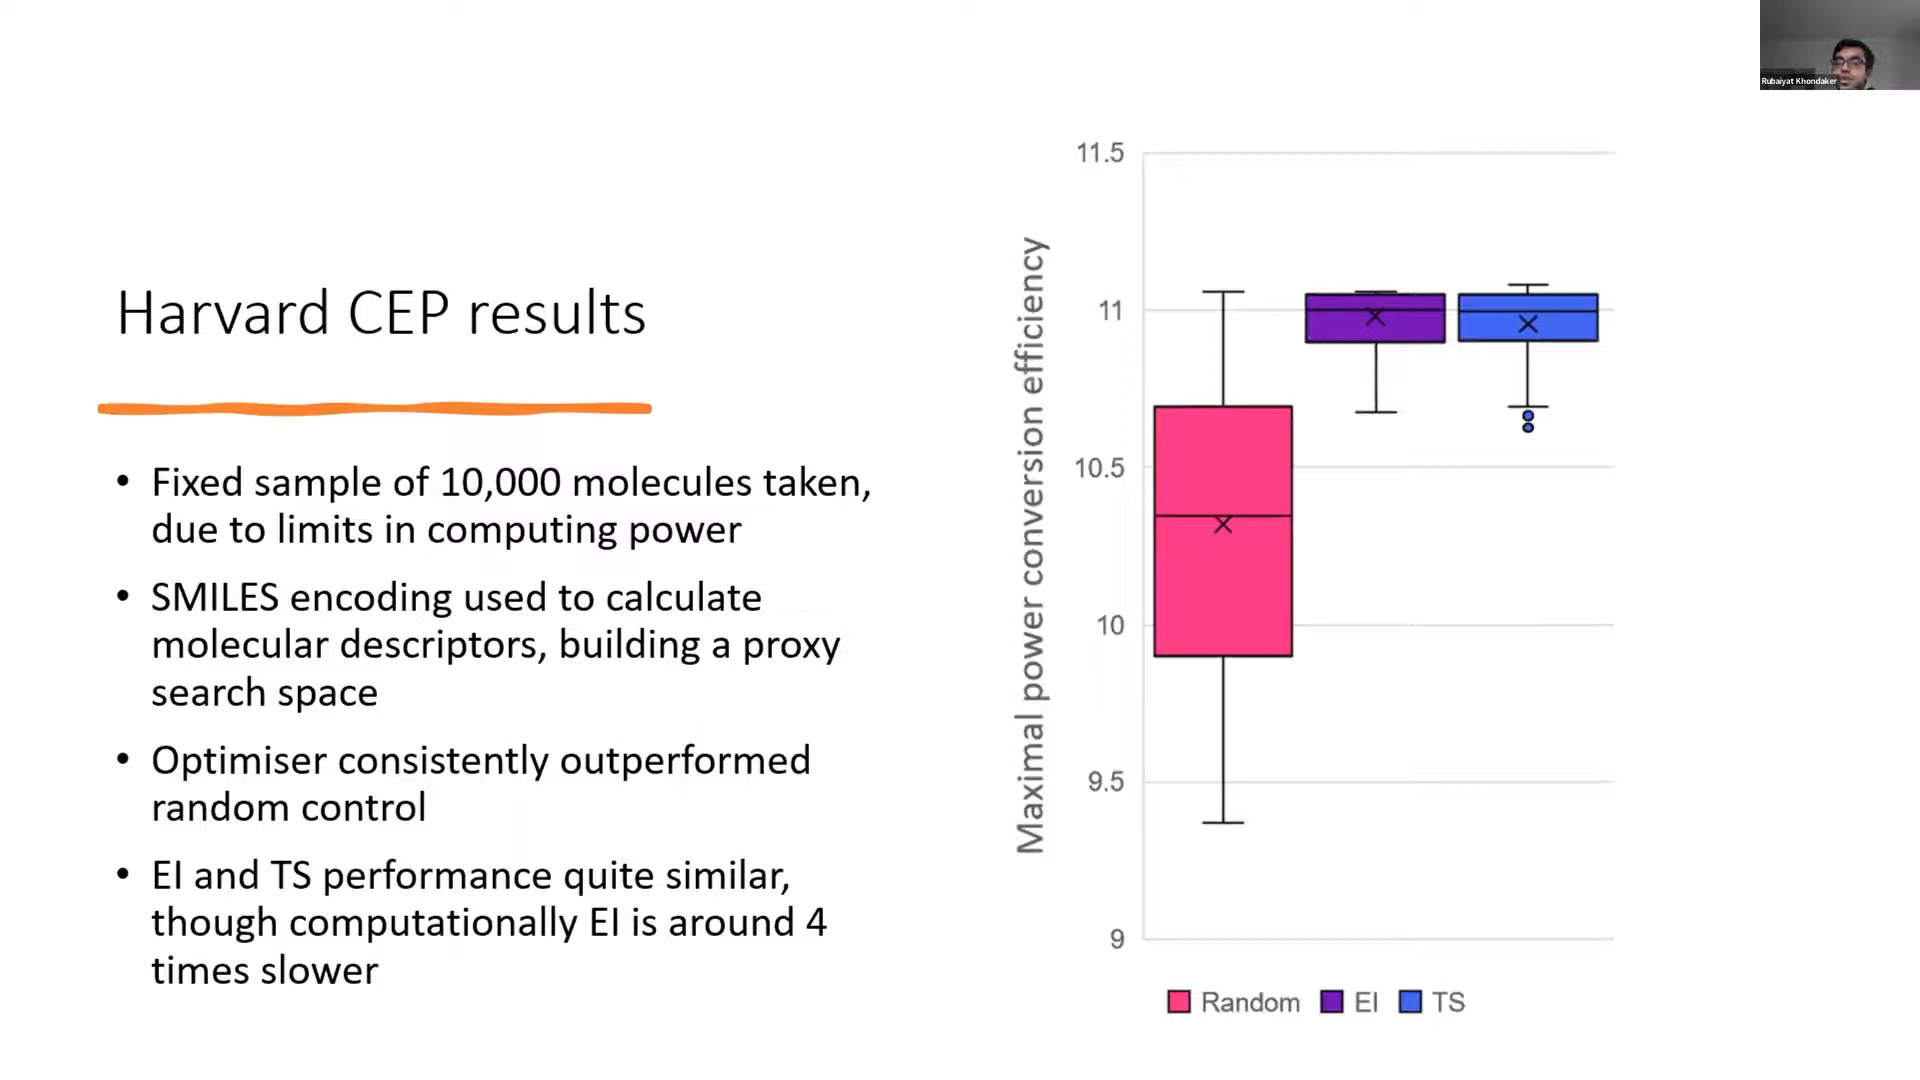 Rubaiyat Khondaker
Harvard CEP results
• Fixed sample of 10,000 molecules taken,
due to limits in computing power
• SMILES encoding used to calculate
molecular descriptors, building a proxy
search space
• Optimiser consistently outperformed
random control
• EI and TS performance quite similar,
though computationally EI is around 4
times slower
Maximal power conversion efficiency
11.5
11
10.5
10
9.5
9
Random EI TS